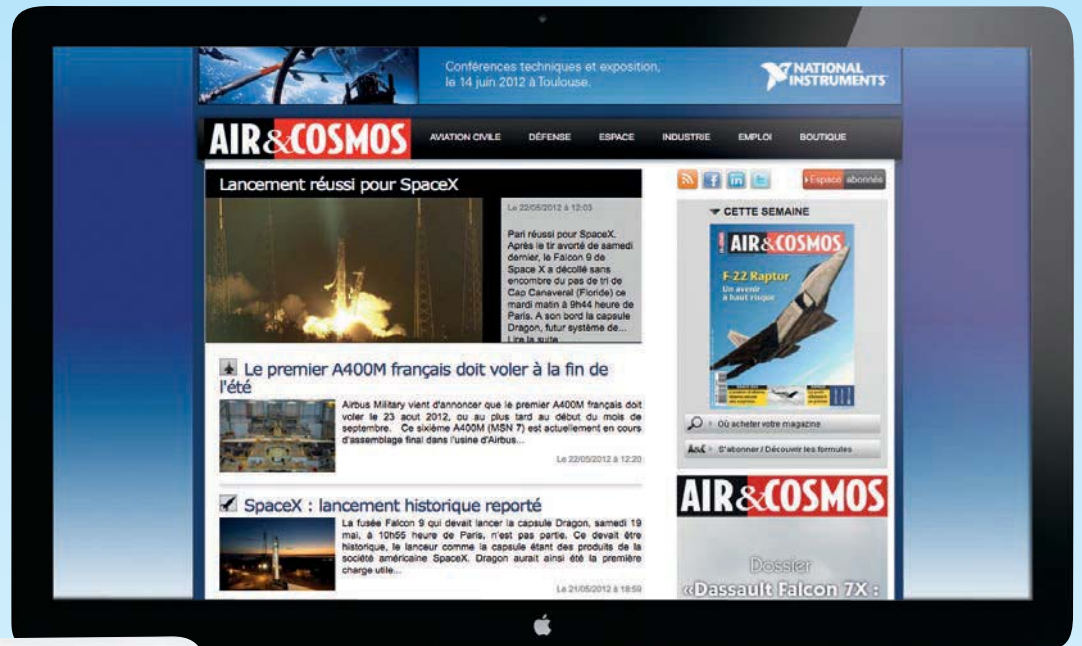 Conférences techniques et exposition,
le 14 juin 2012 à Toulouse.
NATIONAL
INSTRUMENTS
AIR&COSMOS
AVIATION CIVILE DÉFENSE ESPACE INDUSTRIE EMPLOI BOUTIQUE
Lancement réussi pour SpaceX
Le 22/05/2012 à 12:03
Pari réussi pour SpaceX.
Après le tir avorté de samedi
dernier, le Falcon 9 de
Space X a décollé sans
encombre du pas de tri de
Cap Canaveral (Floride) ce
mardi matin à 9h44 heure de
Paris. A son bord la capsule
Dragon, futur système de...
Lire la suite
Le premier A400M français doit voler à la fin de
l'été
Airbus Military vient d'annoncer que le premier A400M français doit
voler le 23 aout 2012, ou au plus tard au début du mois de
septembre. Ce sixième A400M (MSN 7) est actuellement en cours
d'assemblage final dans l'usine d'Airbus...
Le 22/05/2012 à 12:20
SpaceX : lancement historique reporté
La fusée Falcon 9 qui devait lancer la capsule Dragon, samedi 19
mai, à 10h55 heure de Paris, n'est pas partie. Ce devait être
historique, le lanceur comme la capsule étant des produits de la
société américaine SpaceX. Dragon aurait ainsi été la première
charge utile...
Le 21/05/2012 à 18:59
Espace abonnés
CETTE SEMAINE
AIR&COSMOS
F-22 Raptor
Un avenir
à haut risque
Où acheter votre magazine
A&C S'abonner / Découvrir les formules
AIR&COSMOS
Dossier
«Dassault Falcon 7X :